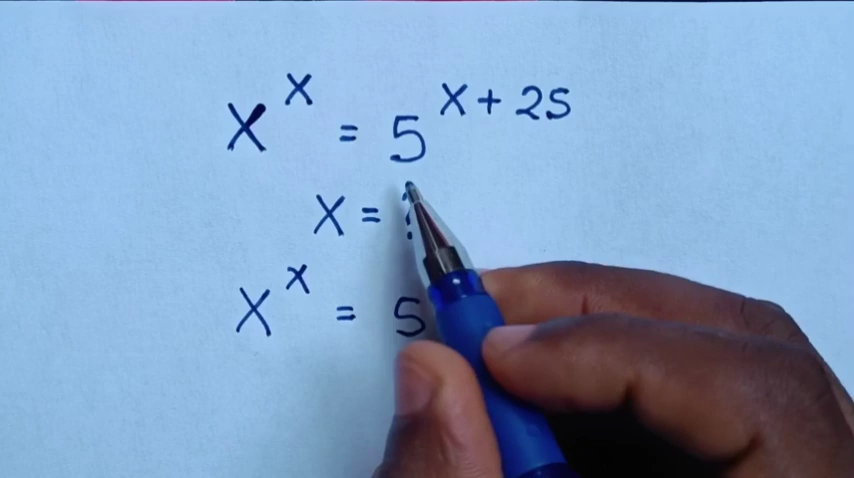 x^x = 5^(x+25)
x = ?
x^x = 5